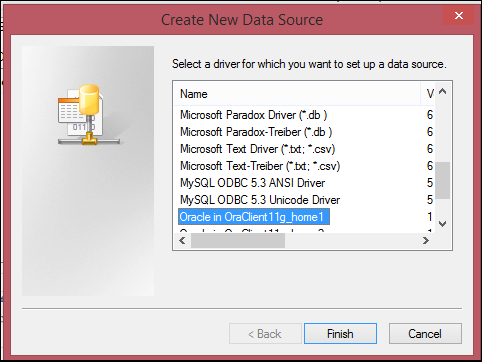 Create New Data Source
Select a driver for which you want to set up a data source.
Name V
Microsoft Paradox Driver (*.db ) 6
Microsoft Paradox-Treiber (*.db ) 6
Microsoft Text Driver (*.txt; *.csv) 6
Microsoft Text-Treiber (*.txt; *.csv) 6
MySQL ODBC 5.3 ANSI Driver 5
MySQL ODBC 5.3 Unicode Driver 5
Oracle in OraClient11g_home1 1
< Back
Finish
Cancel